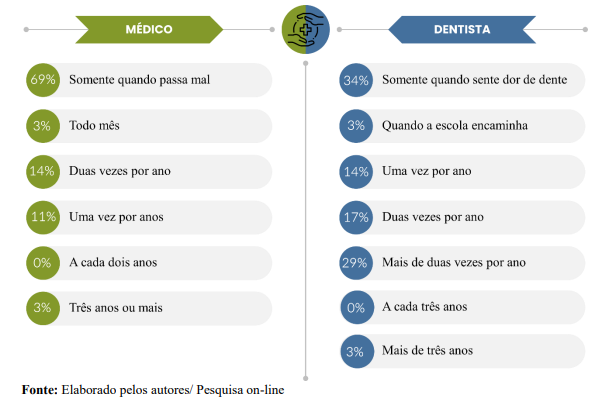 MÉDICO
69% Somente quando passa mal
3% Todo mês
14% Duas vezes por ano
11% Uma vez por anos
0% A cada dois anos
3% Três anos ou mais
DENTISTA
34% Somente quando sente dor de dente
3% Quando a escola encaminha
14% Uma vez por ano
17% Duas vezes por ano
29% Mais de duas vezes por ano
0% A cada três anos
3% Mais de três anos
Fonte: Elaborado pelos autores/ Pesquisa on-line